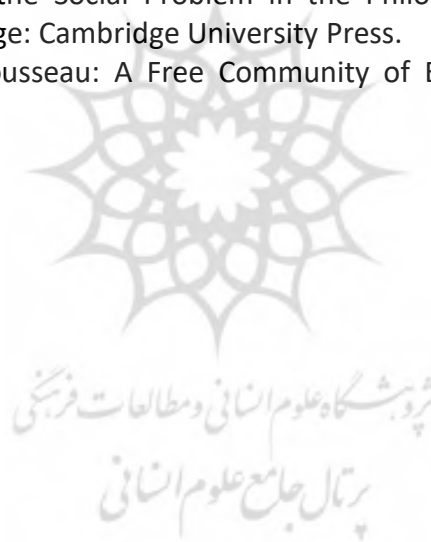 the Social Problem in the Philo
ge: Cambridge University Press.
ousseau: A Free Community of E
پژوهشگاه علوم انسانی و مطالعات فرهنگی
پرتال جامع علوم انسانی